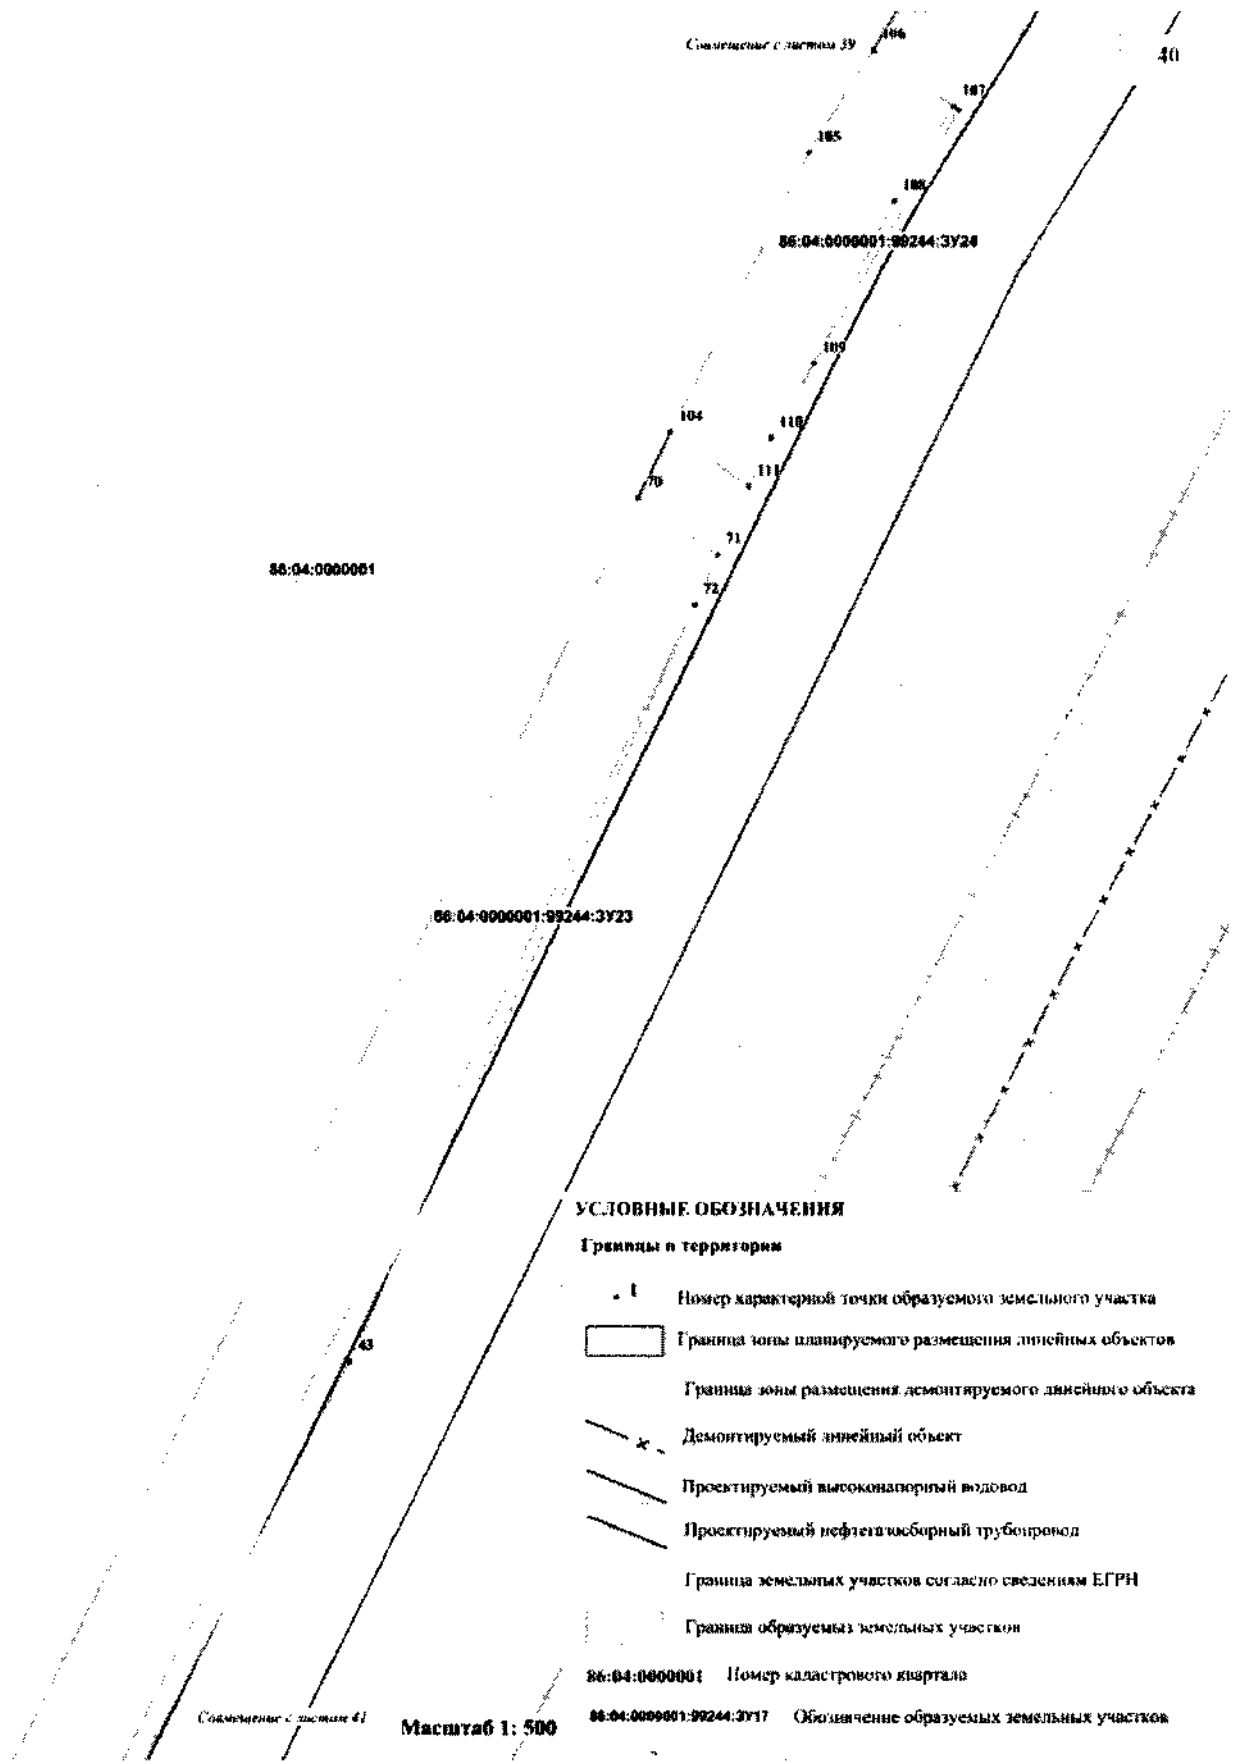 106
Совмещение с листом 39
40
107
105
108
86:04:0000001:99244:ЗУ24
109
104
110
111
70
71
86:04:0000001
72
86:04:0000001:99244:ЗУ23
УСЛОВНЫЕ ОБОЗНАЧЕНИЯ
Границы и территории
1 Номер характерной точки образуемого земельного участка
Граница зоны планируемого размещения линейных объектов
43
Граница зоны размещения демонтируемого линейного объекта
Демонтируемый линейный объект
Проектируемый высоконапорный водовод
Проектируемый нефтегазосборный трубопровод
Граница земельных участков согласно сведениям ЕГРН
Граница образуемыз земельных участков
86:04:0000001 Номер кадастрового квартала
Совмещение с листом 41
Масштаб 1: 500
86:04:0000001:99244:ЗУ17 Обозначение образуемых земельных участков